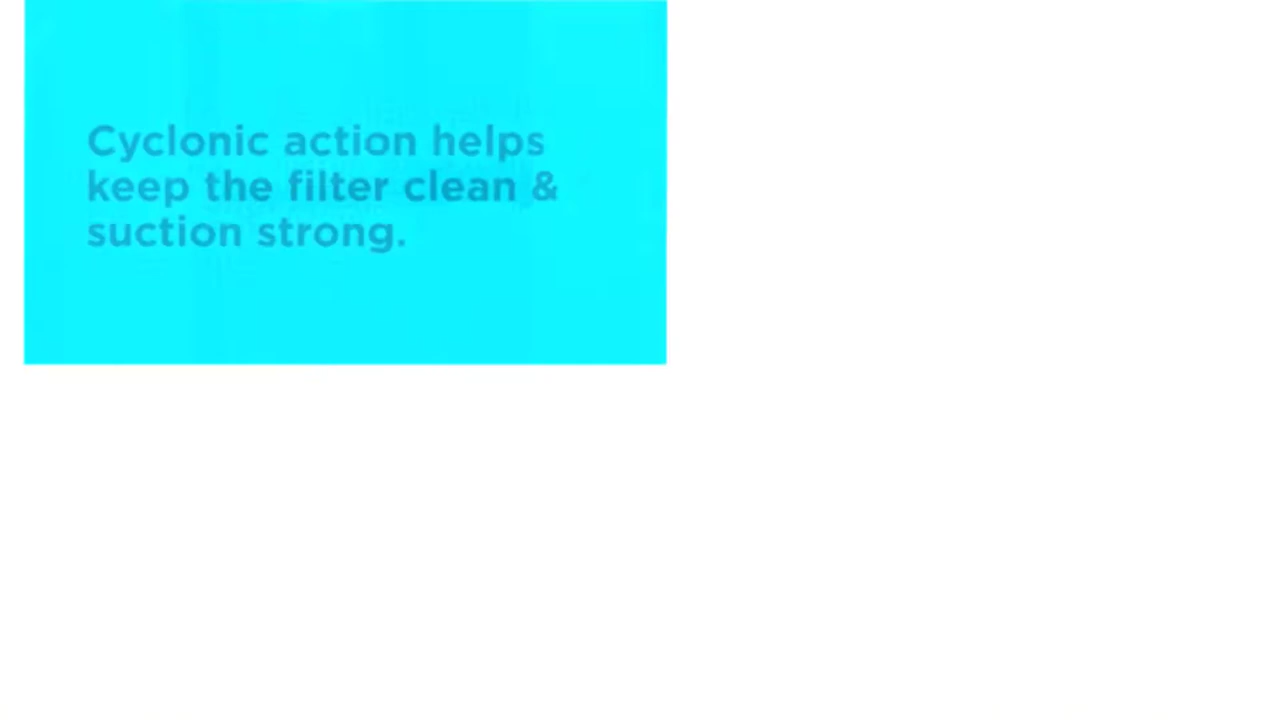 Cyclonic action helps
keep the filter clean &
suction strong.